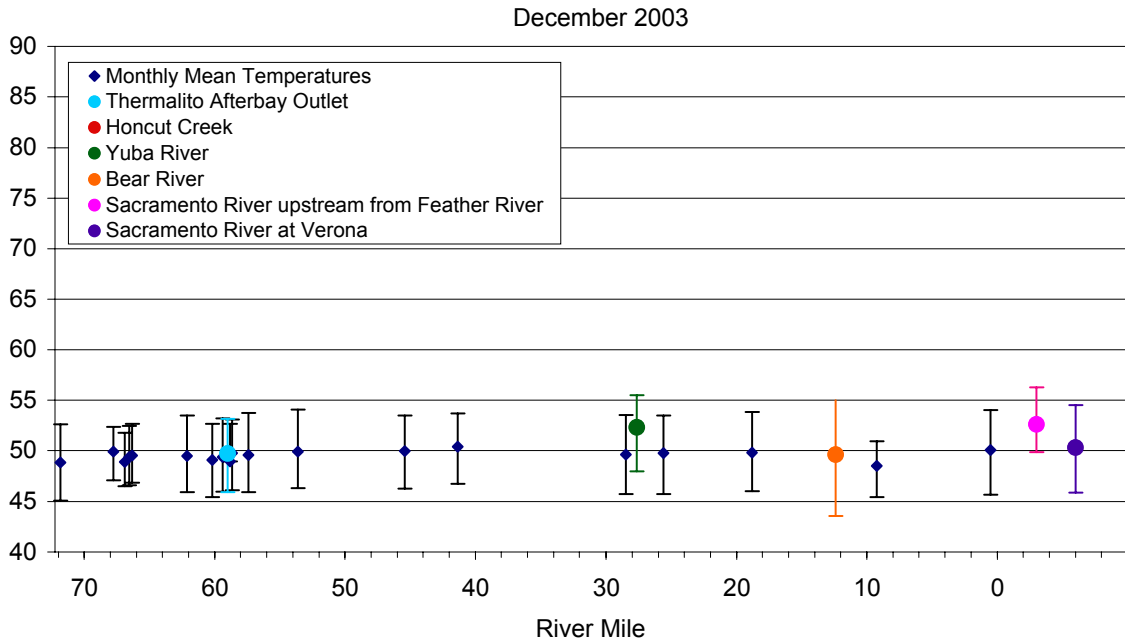 December 2003
90
85
80
75
70
65
60
55
50
45
40
Monthly Mean Temperatures
Thermalito Afterbay Outlet
Honcut Creek
Yuba River
Bear River
Sacramento River upstream from Feather River
Sacramento River at Verona
70 60 50 40 30 20 10 0
River Mile